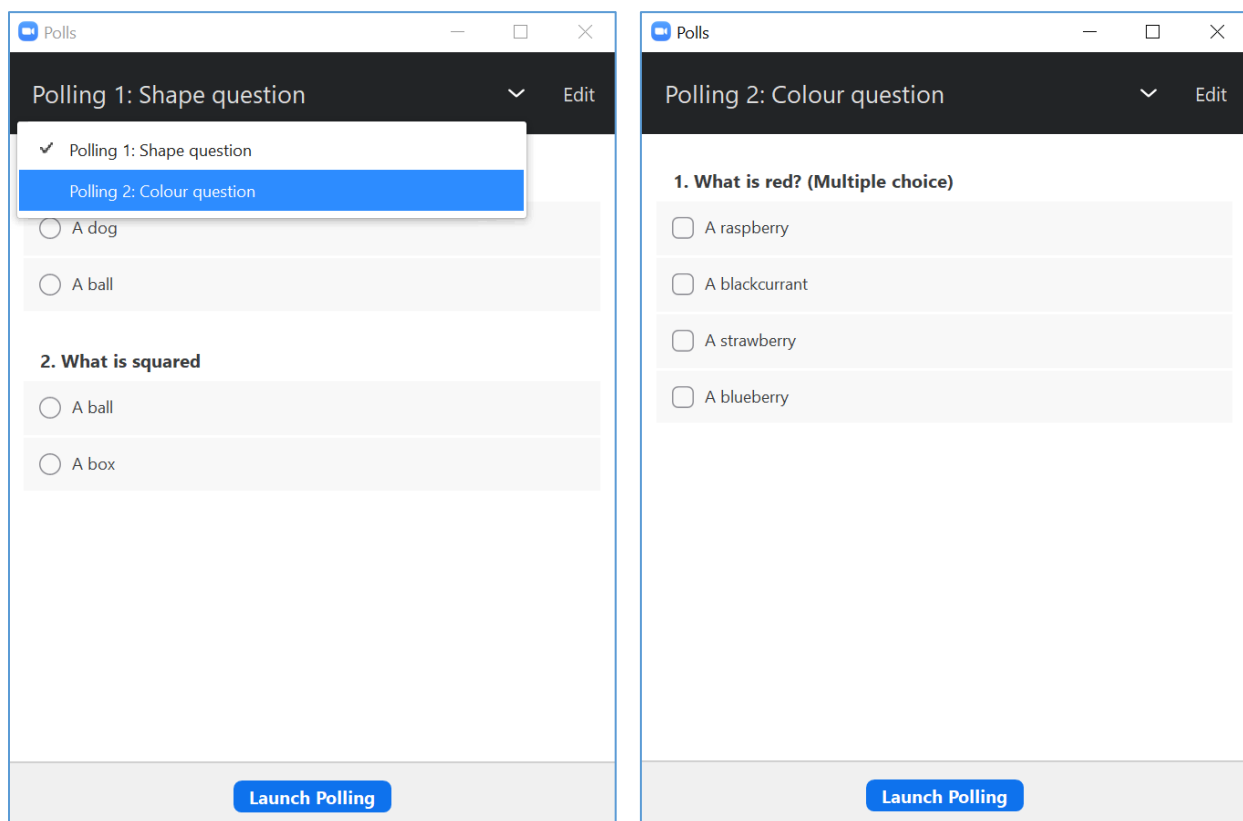 Polls
Polling 1: Shape question
Edit
Polling 1: Shape question
Polling 2: Colour question
A dog
A ball
2. What is squared
A ball
A box
Launch Polling
Polls
Polling 2: Colour question
Edit
1. What is red? (Multiple choice)
A raspberry
A blackcurrant
A strawberry
A blueberry
Launch Polling